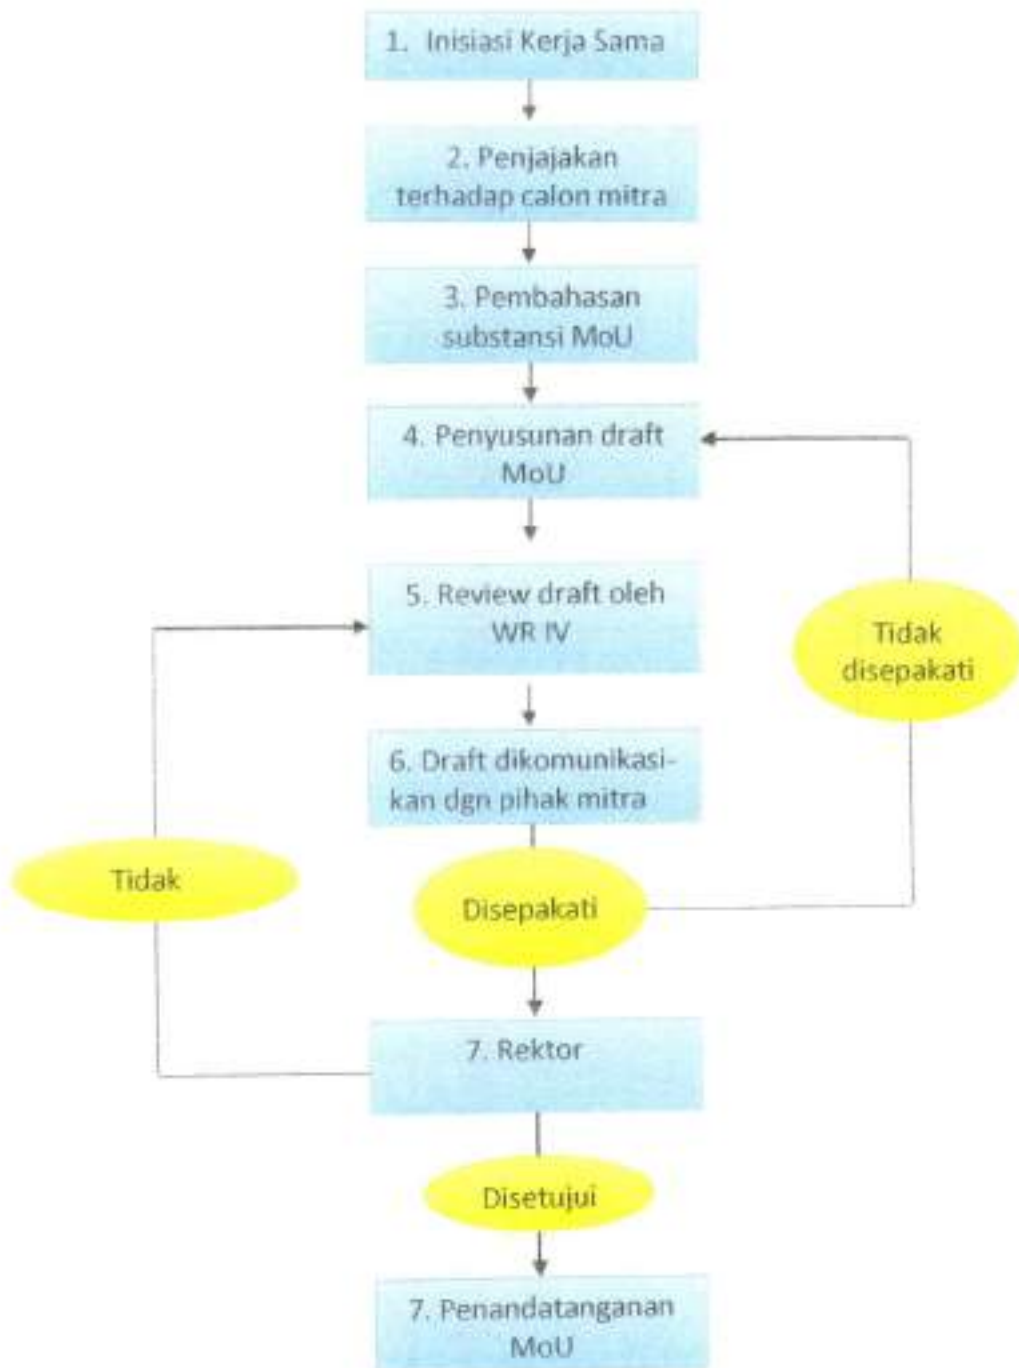 1. Inisiasi Kerja Sama
2. Penjajakan
terhadap calon mitra
3. Pembahasan
substansi MoU
4. Penyusunan draft
MoU
5. Review draft oleh
WR IV
Tidak
disepakati
6. Draft dikomunikasi-
kan dgn pihak mitra
Tidak
Disepakati
7. Rektor
Disetujui
7. Penandatanganan
MoU